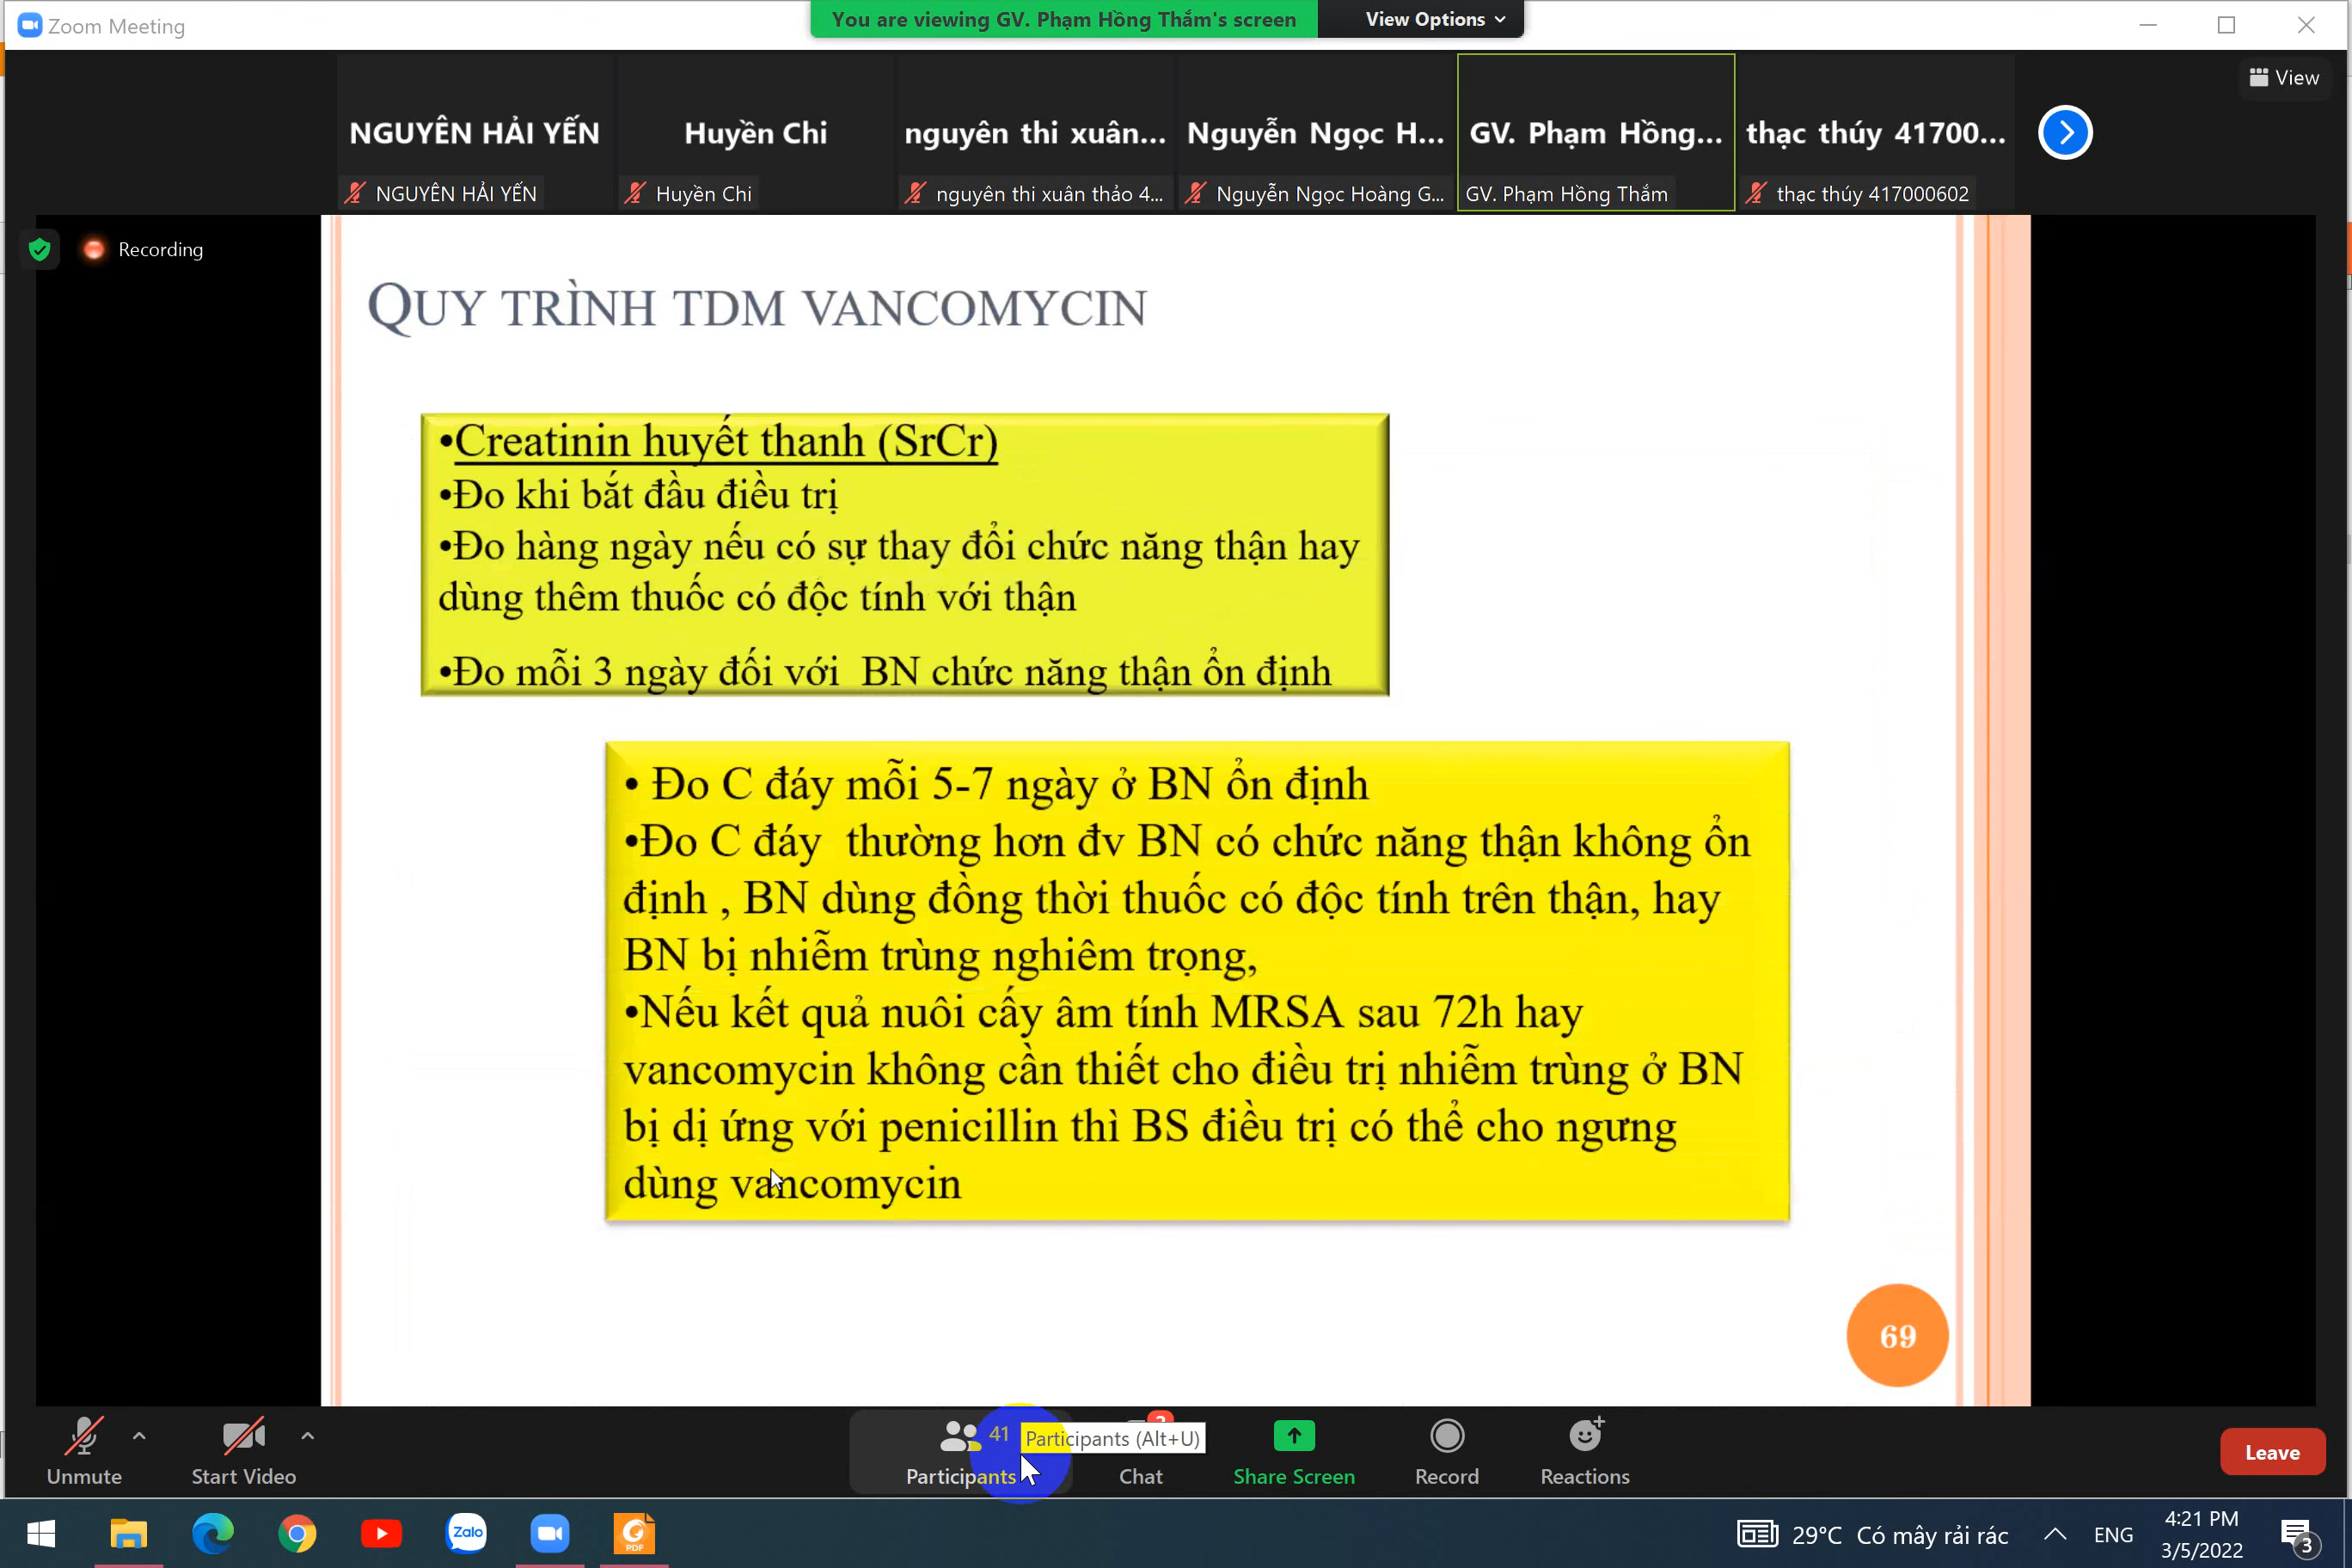 Zoom Meeting
You are viewing GV. Phạm Hồng Thắm's screen
View Options
View
NGUYÊN HẢI YẾN
Huyền Chi
nguyên thi xuân...
Nguyễn Ngọc H...
GV. Phạm Hồng...
thạc thúy 41700...
NGUYÊN HẢI YẾN
Huyền Chi
nguyên thi xuân thảo 4...
Nguyễn Ngọc Hoàng G...
GV. Phạm Hồng Thắm
thạc thúy 417000602
Recording
QUY TRÌNH TDM VANCOMYCIN
•Creatinin huyết thanh (SrCr)
•Đo khi bắt đầu điều trị
•Đo hàng ngày nếu có sự thay đổi chức năng thận hay
dùng thêm thuốc có độc tính với thận
•Đo mỗi 3 ngày đối với BN chức năng thận ổn định
• Đo C đáy mỗi 5-7 ngày ở BN ổn định
•Đo C đáy thường hơn đv BN có chức năng thận không ổn
định , BN dùng đồng thời thuốc có độc tính trên thận, hay
BN bị nhiễm trùng nghiêm trọng,
•Nếu kết quả nuôi cấy âm tính MRSA sau 72h hay
vancomycin không cần thiết cho điều trị nhiễm trùng ở BN
bị dị ứng với penicillin thì BS điều trị có thể cho ngưng
dùng vancomycin
69
41
Participants (Alt+U)
Unmute
Start Video
Participants
Chat
Share Screen
Record
Reactions
Leave
Zalo
PDF
29°C Có mây rải rác
ENG
4:21 PM
3/5/2022
3